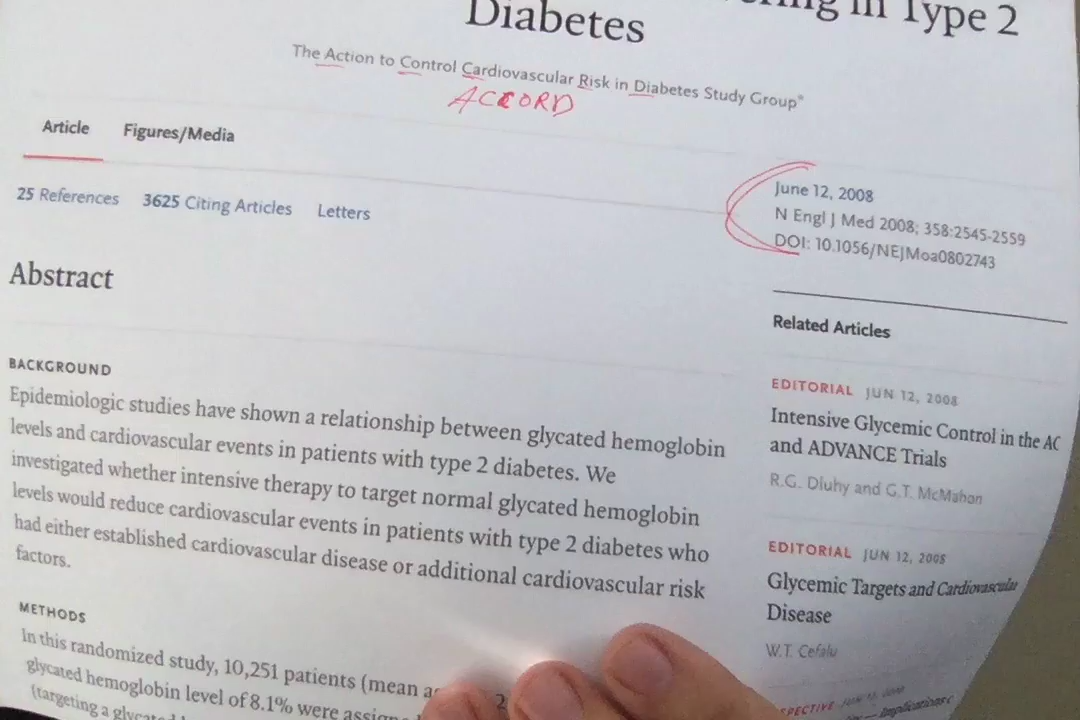 in Type 2
Diabetes
The Action to Control Cardiovascular Risk in Diabetes Study Group*
ACCORD
Article Figures/Media
25 References 3625 Citing Articles Letters
June 12, 2008
N Engl J Med 2008; 358:2545-2559
DOI: 10.1056/NEJMoa0802743
Abstract
BACKGROUND
Epidemiologic studies have shown a relationship between glycated hemoglobin
levels and cardiovascular events in patients with type 2 diabetes. We
investigated whether intensive therapy to target normal glycated hemoglobin
levels would reduce cardiovascular events in patients with type 2 diabetes who
had either established cardiovascular disease or additional cardiovascular risk
factors.
METHODS
In this randomized study, 10,251 patients (mean
glycated hemoglobin level of 8.1% were
(targeting a
Related Articles
EDITORIAL JUN 12, 2008
Intensive Glycemic Control in the AC
and ADVANCE Trials
R.G. Dluhy and G.T. McMahon
EDITORIAL JUN 12, 2008
Glycemic Targets and Cardiovascular
Disease
W.T. Cefalu